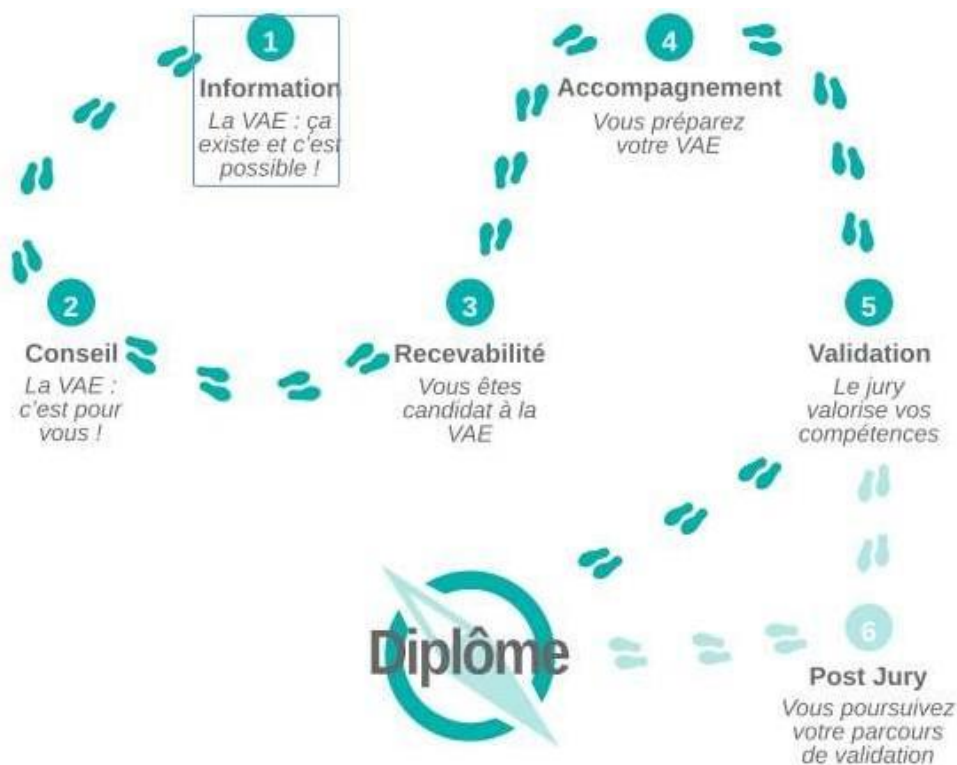 1
Information
La VAE : ça
existe et c'est
possible !
2
Conseil
La VAE :
c'est pour
vous !
3
Recevabilité
Vous êtes
candidat à la
VAE
4
Accompagnement
Vous préparez
votre VAE
5
Validation
Le jury
valorise vos
compétences
6
Post Jury
Vous poursuivez
votre parcours
de validation
Diplôme